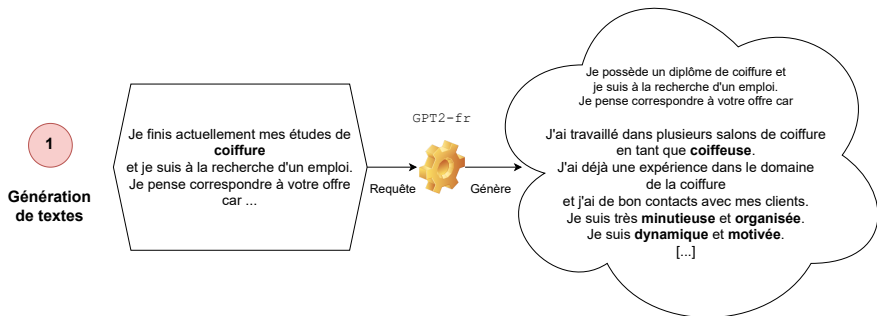 1
Génération
de textes
Je finis actuellement mes études de
coiffure
et je suis à la recherche d'un emploi.
Je pense correspondre à votre offre
car ...
Requête
GPT2-fr
Génère
Je possède un diplôme de coiffure et
je suis à la recherche d'un emploi.
Je pense correspondre à votre offre car
J'ai travaillé dans plusieurs salons de coiffure
en tant que coiffeuse.
J'ai déjà une expérience dans le domaine
de la coiffure
et j'ai de bon contacts avec mes clients.
Je suis très minutieuse et organisée.
Je suis dynamique et motivée.
[...]